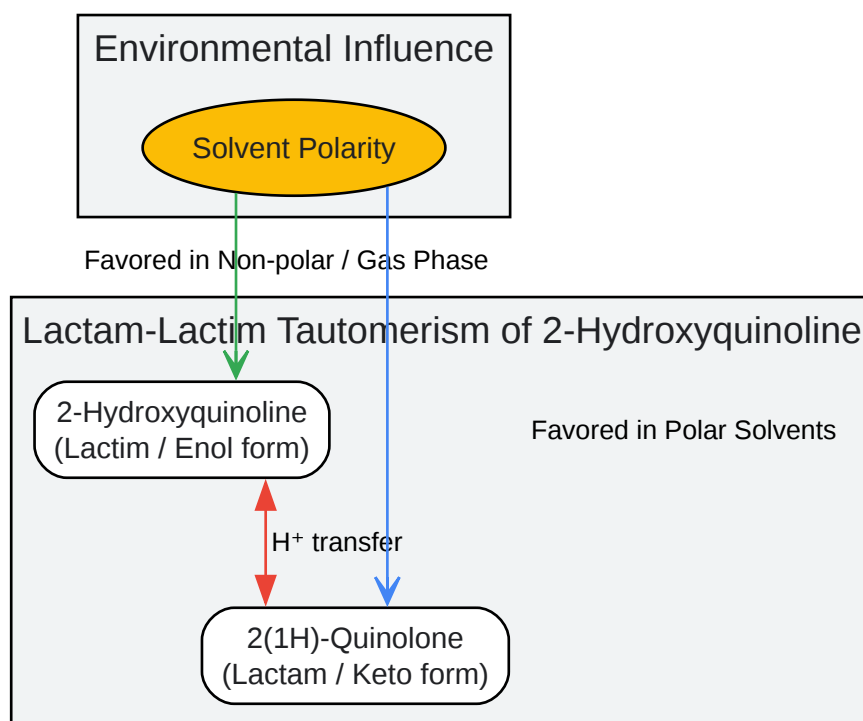 Environmental Influence
Solvent Polarity
Favored in Non-polar / Gas Phase
Lactam-Lactim Tautomerism of 2-Hydroxyquinoline
2-Hydroxyquinoline
(Lactim / Enol form)
Favored in Polar Solvents
H⁺ transfer
2(1H)-Quinolone
(Lactam / Keto form)